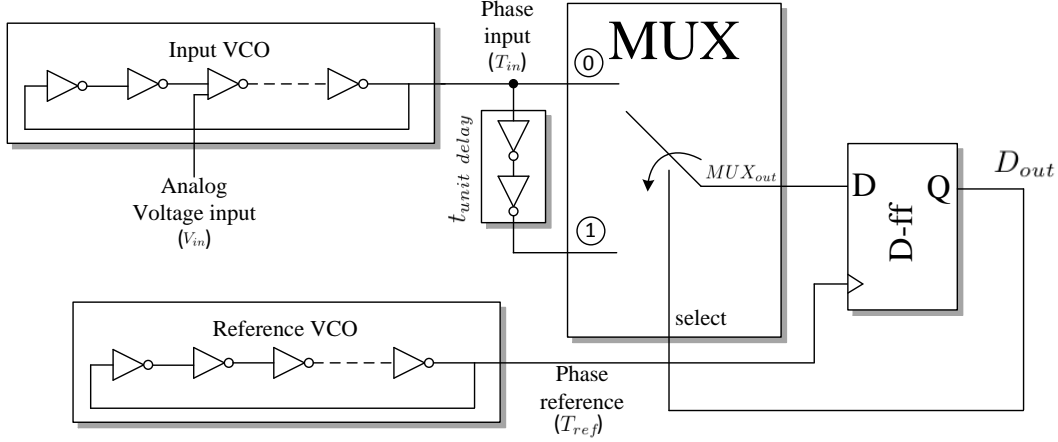 Input VCO
Analog
Voltage input
(V_in)
Phase
input
(T_in)
t_unit delay
MUX
0
1
MUX_out
select
D
Q
D-ff
D_out
Reference VCO
Phase
reference
(T_ref)